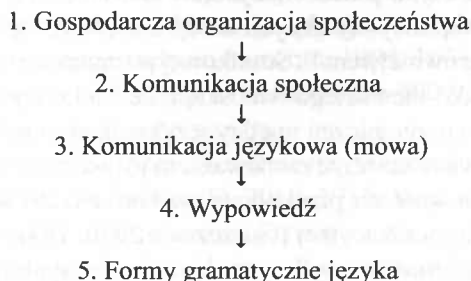 1. Gospodarcza organizacja społeczeństwa
↓
2. Komunikacja społeczna
↓
3. Komunikacja językowa (mowa)
↓
4. Wypowiedź
↓
5. Formy gramatyczne języka